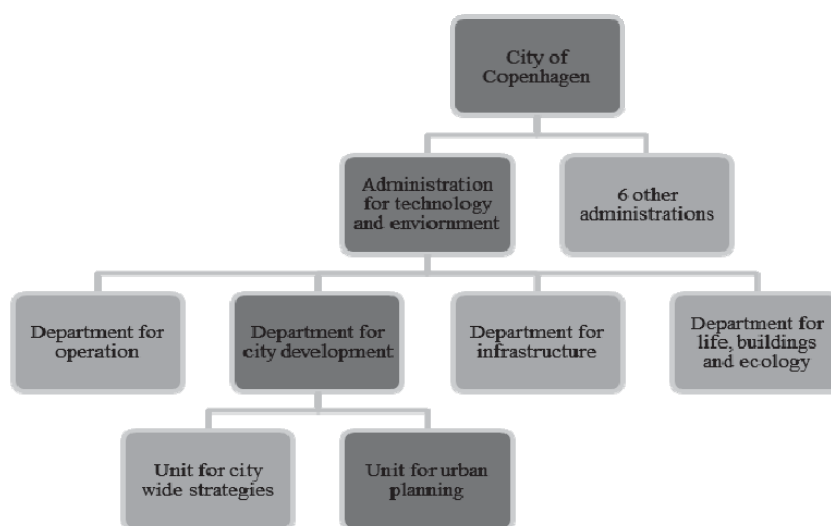 City of
Copenhagen
Administration
for technology
and enviornment
6 other
administrations
Department for
operation
Department for
city development
Department for
infrastructure
Department for
life, buildings
and ecology
Unit for city
wide strategies
Unit for urban
planning